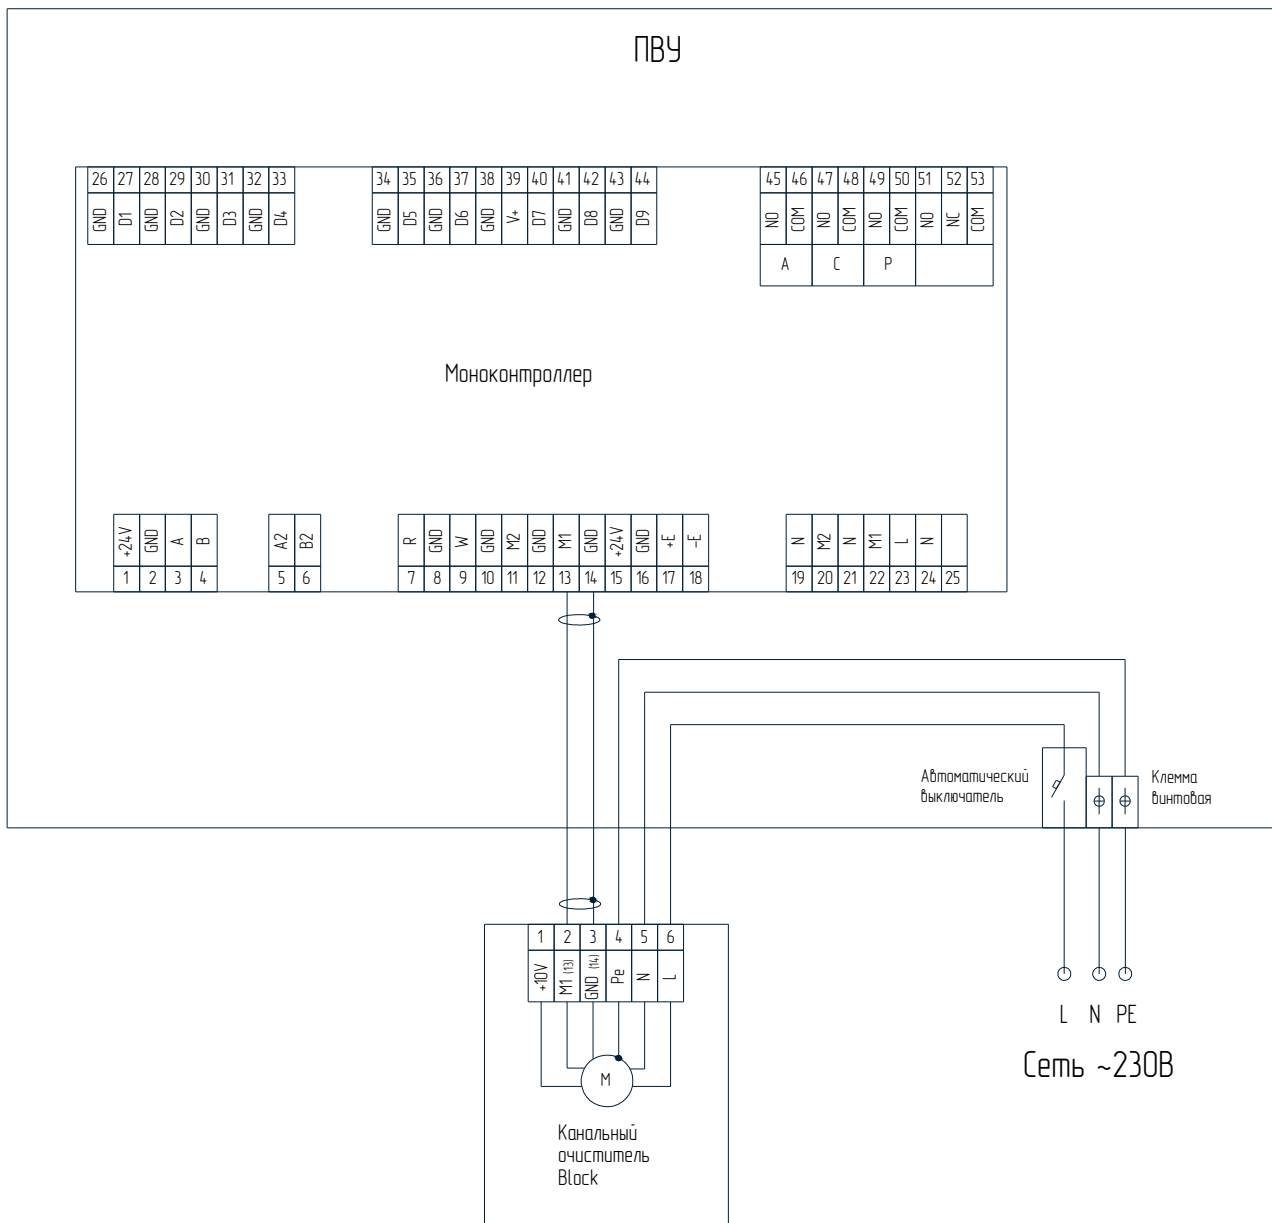 ПВУ
26 27 28 29 30 31 32 33
GND D1 GND D2 GND D3 GND D4
34 35 36 37 38 39 40 41 42 43 44
GND D5 GND D6 GND V+ D7 GND D8 GND D9
45 46 47 48 49 50 51 52 53
NO COM NO COM NO COM NO NC COM
A C P
Моноконтроллер
+24V GND A B
1 2 3 4
A2 B2
5 6
R GND W GND M2 GND M1 GND +24V GND +E -E
7 8 9 10 11 12 13 14 15 16 17 18
N M2 N M1 L N
19 20 21 22 23 24 25
Автоматический
выключатель
Клемма
винтовая
1 2 3 4 5 6
+10V M1 (13) GND (14) Pe N L
M
Канальный
очиститель
Block
L N PE
Сеть ~230В